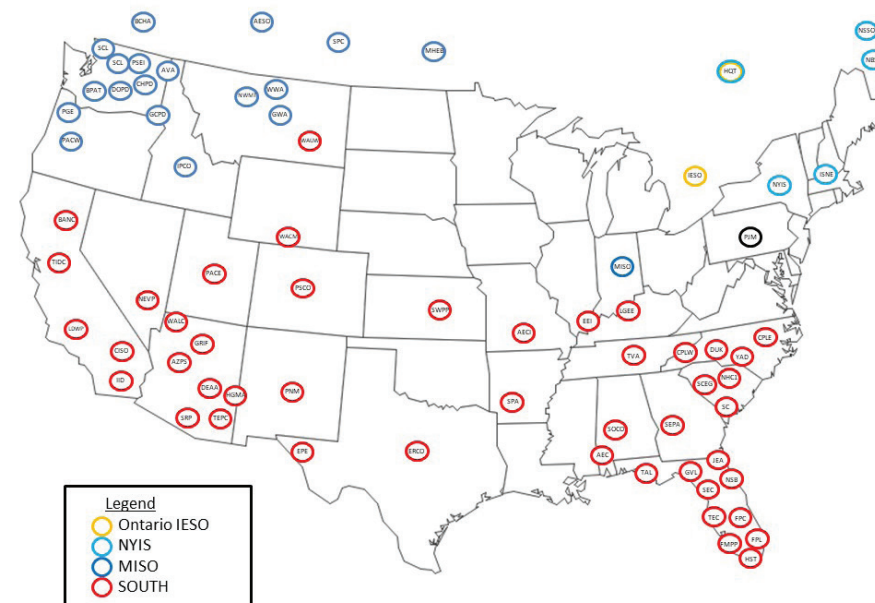 BCHA
AESO
SPC
MHEB
NSSO
NB
HQT
SCL
SCL
PSEI
AVA
BPAT
DOPD
CHPD
PGE
GCPD
PACW
IPCO
WWA
GWA
WAUW
IESO
NYIS
ISNE
PJM
MISO
BANC
TIDC
WACM
PACE
PSCO
NEVP
SWPP
WALC
LDWP
GRIF
CISO
AZPS
IID
DEAA
HGMA
PNM
SRP
TEPC
EPE
ERCO
AECI
SPA
EEI
LGEE
TVA
CPLW
DUK
YAD
CPLE
SCEG
NHC1
SC
SOCO
SEPA
AEC
TAL
GVL
JEA
SEC
NSB
TEC
FPC
FMPP
FPL
HST
Legend
Ontario IESO
NYIS
MISO
SOUTH